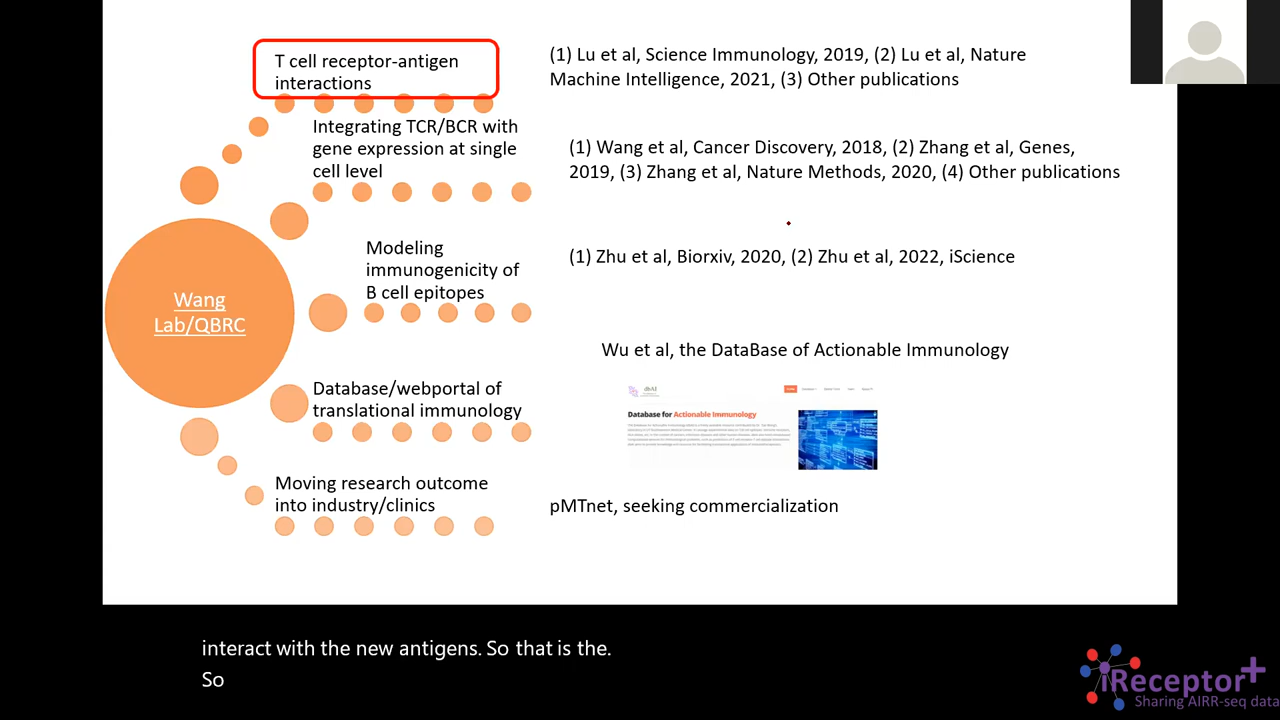 T cell receptor-antigen
interactions
(1) Lu et al, Science Immunology, 2019, (2) Lu et al, Nature
Machine Intelligence, 2021, (3) Other publications
Integrating TCR/BCR with
gene expression at single
cell level
(1) Wang et al, Cancer Discovery, 2018, (2) Zhang et al, Genes,
2019, (3) Zhang et al, Nature Methods, 2020, (4) Other publications
Modeling
immunogenicity of
B cell epitopes
(1) Zhu et al, Biorxiv, 2020, (2) Zhu et al, 2022, iScience
Wang
Lab/QBRC
Wu et al, the DataBase of Actionable Immunology
Database/webportal of
translational immunology
dbAI
Database for Actionable Immunology
Moving research outcome
into industry/clinics
pMTnet, seeking commercialization
interact with the new antigens. So that is the.
So
iReceptor+
Sharing AIRR-seq data